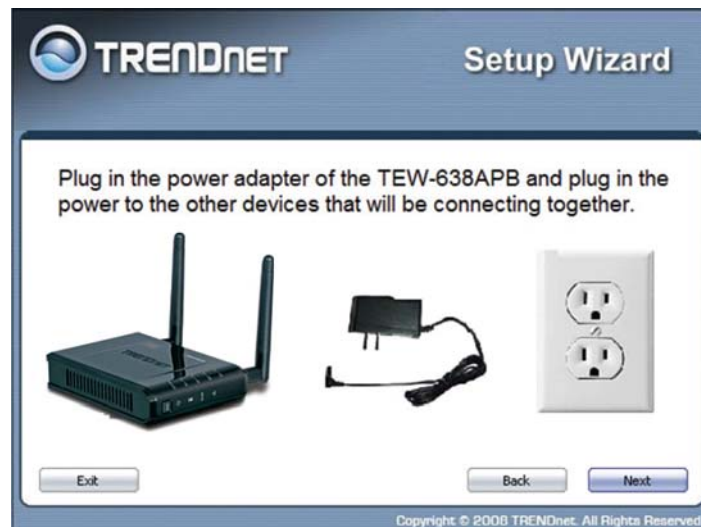 TRENDNET
Setup Wizard
Plug in the power adapter of the TEW-638APB and plug in the
power to the other devices that will be connecting together.
TRENDNET
Exit
Back
Next
Copyright © 2008 TRENDnet. All Rights Reserved